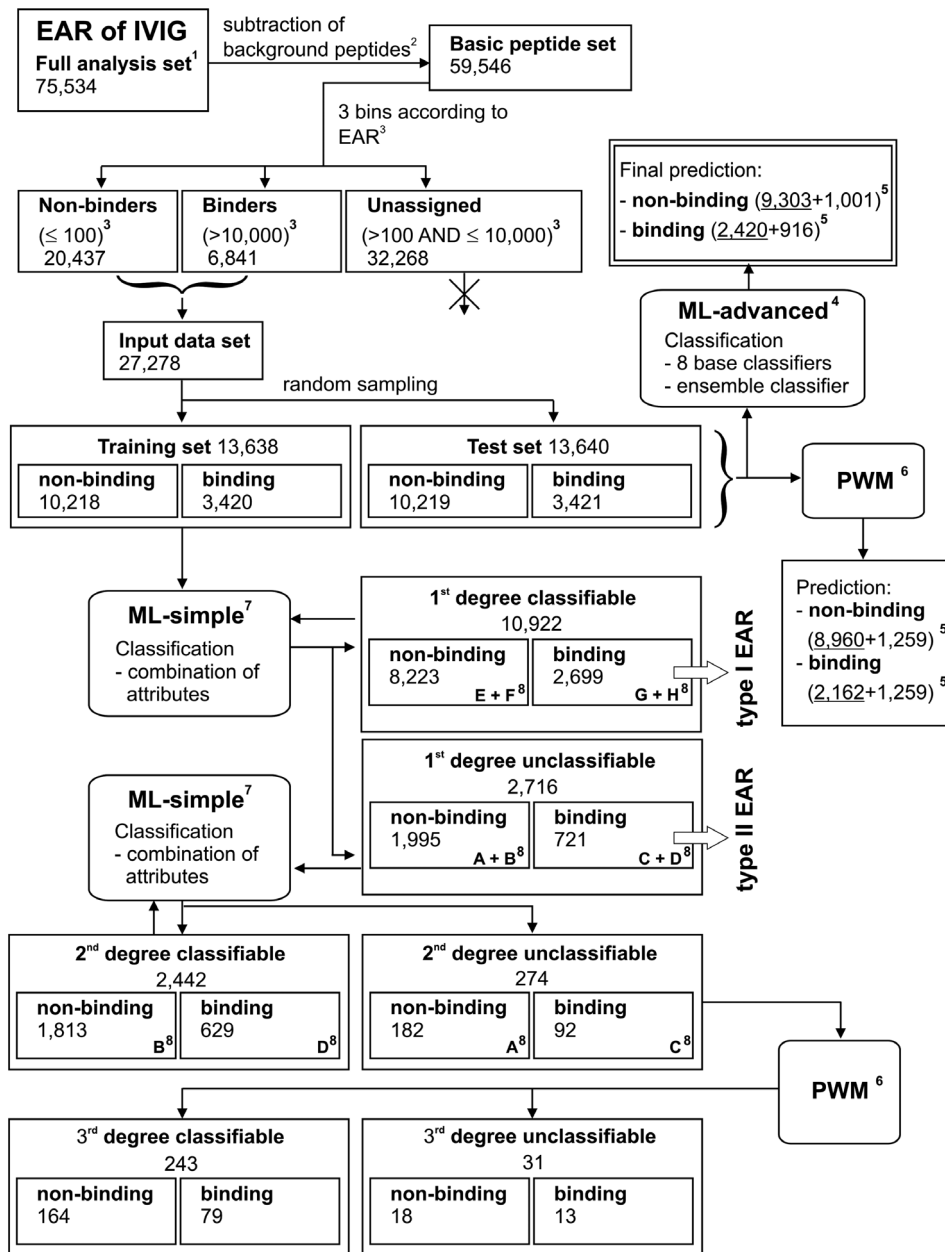 EAR of IVIG
Full analysis set¹
75,534
subtraction of
background peptides²
Basic peptide set
59,546
3 bins according to
EAR³
Non-binders
(≤ 100)³
20,437
Binders
(>10,000)³
6,841
Unassigned
(>100 AND ≤ 10,000)³
32,268
Final prediction:
- non-binding (9,303+1,001)⁵
- binding (2,420+916)⁵
ML-advanced⁴
Classification
- 8 base classifiers
- ensemble classifier
Input data set
27,278
random sampling
Training set 13,638
non-binding
10,218
binding
3,420
Test set 13,640
non-binding
10,219
binding
3,421
PWM ⁶
Prediction:
- non-binding
(8,960+1,259) ⁵
- binding
(2,162+1,259) ⁵
ML-simple⁷
Classification
- combination of
attributes
1ˢᵗ degree classifiable
10,922
non-binding
8,223
E + F⁸
binding
2,699
G + H⁸
type I EAR
1ˢᵗ degree unclassifiable
2,716
non-binding
1,995
A + B⁸
binding
721
C + D⁸
type II EAR
ML-simple⁷
Classification
- combination of
attributes
2ⁿᵈ degree classifiable
2,442
non-binding
1,813
B⁸
binding
629
D⁸
2ⁿᵈ degree unclassifiable
274
non-binding
182
A⁸
binding
92
C⁸
PWM ⁶
3ʳᵈ degree classifiable
243
non-binding
164
binding
79
3ʳᵈ degree unclassifiable
31
non-binding
18
binding
13